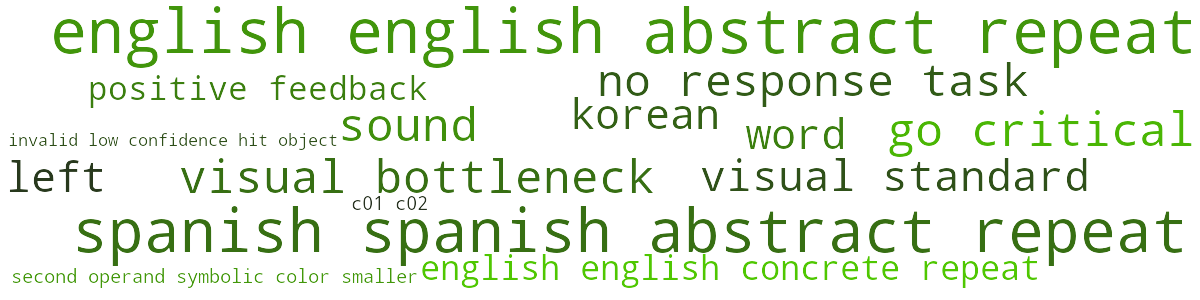 english english abstract repeat
positive feedback
no response task
korean
sound
word
go critical
invalid low confidence hit object
left
visual bottleneck
visual standard
c01 c02
spanish spanish abstract repeat
second operand symbolic color smaller
english english concrete repeat